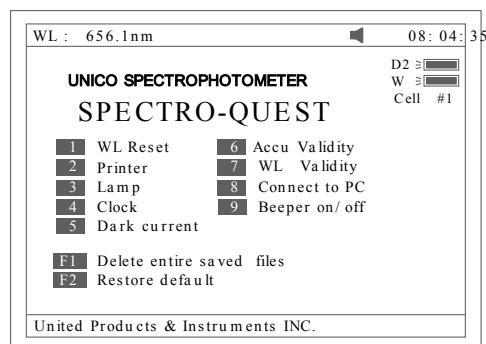 WL: 656.1nm 08:04:35
D2
UNICO SPECTROPHOTOMETER W
Cell #1
SPECTRO-QUEST
1 WL Reset 6 Accu Validity
2 Printer 7 WL Validity
3 Lamp 8 Connect to PC
4 Clock 9 Beeper on/off
5 Dark current
F1 Delete entire saved files
F2 Restore default
United Products & Instruments INC.